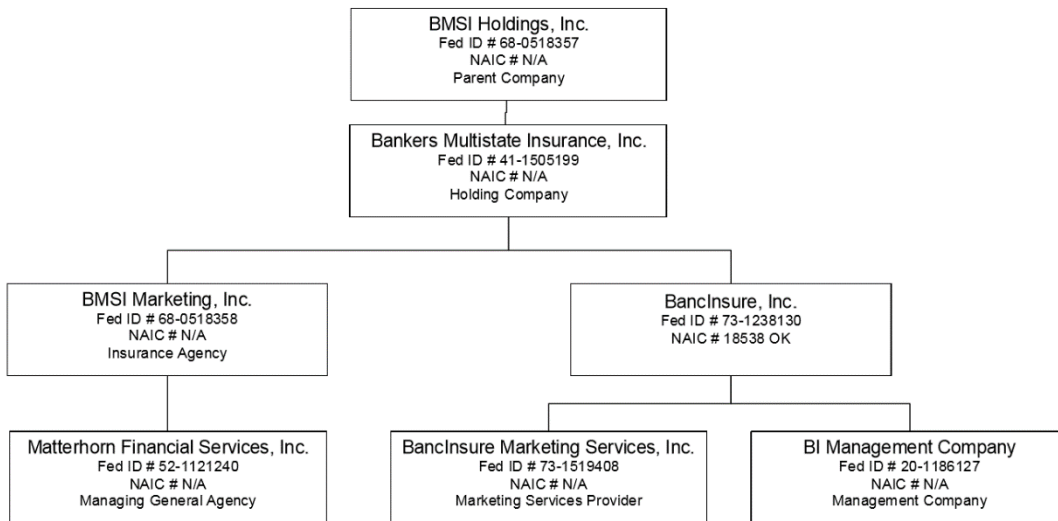 BMSI Holdings, Inc.
Fed ID # 68-0518357
NAIC # N/A
Parent Company
Bankers Multistate Insurance, Inc.
Fed ID # 41-1505199
NAIC # N/A
Holding Company
BMSI Marketing, Inc.
Fed ID # 68-0518358
NAIC # N/A
Insurance Agency
BancInsure, Inc.
Fed ID # 73-1238130
NAIC # 18538 OK
Matterhorn Financial Services, Inc.
Fed ID # 52-1121240
NAIC # N/A
Managing General Agency
BancInsure Marketing Services, Inc.
Fed ID # 73-1519408
NAIC # N/A
Marketing Services Provider
BI Management Company
Fed ID # 20-1186127
NAIC # N/A
Management Company